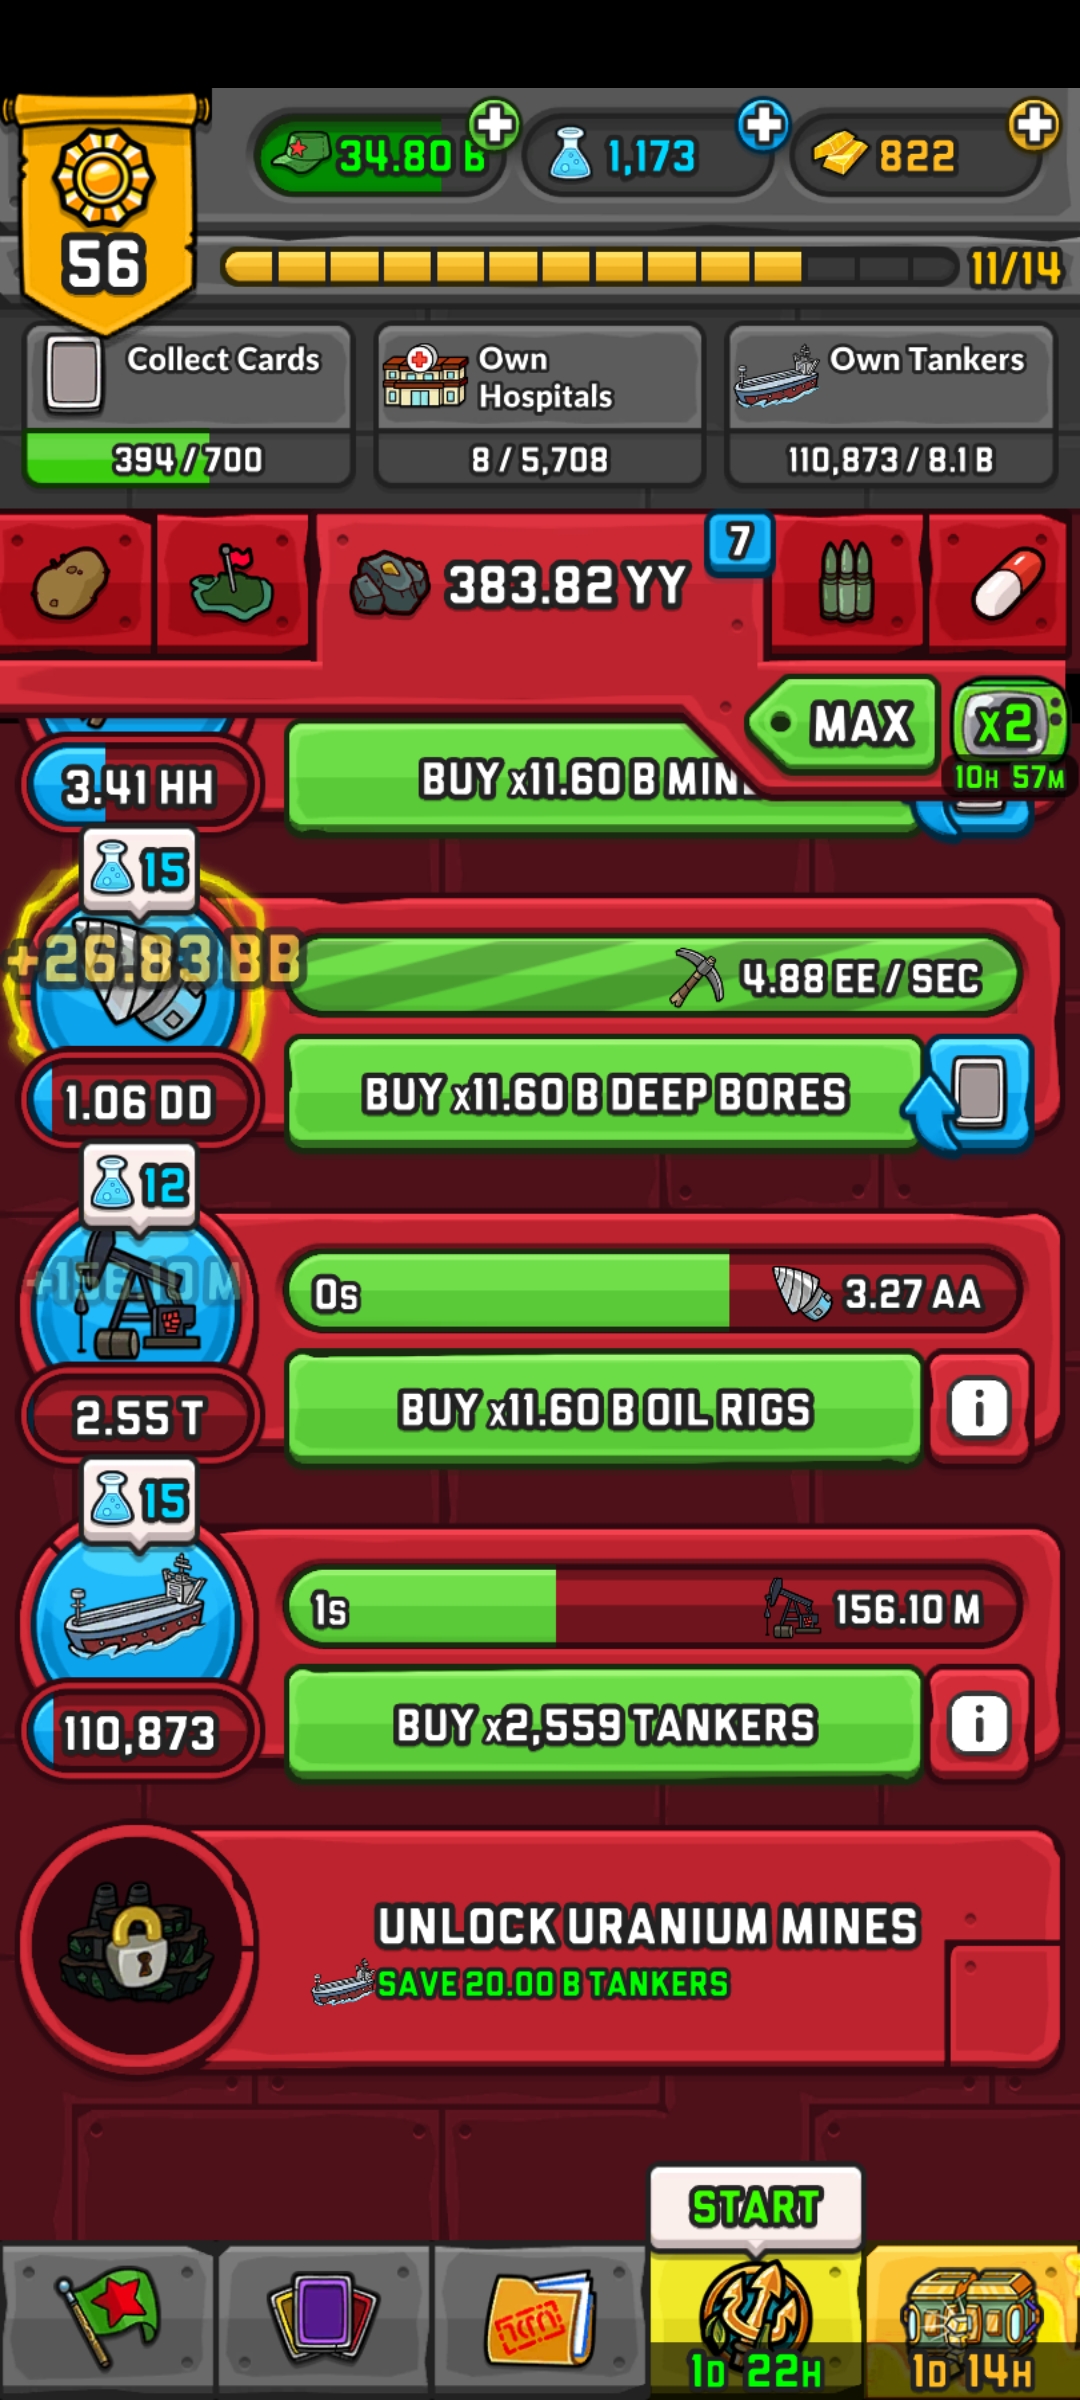 34.80 B
1,173
822
56
11/14
Collect Cards
394/700
Own
Hospitals
8/5,708
Own Tankers
110,873/8.1 B
383.82 YY
7
MAX
x2
10H 57M
3.41 HH
15
+26.83 BB
4.88 EE/SEC
BUY x11.60 B DEEP BORES
1.06 DD
12
+156.10 M
0s
3.27 AA
BUY x11.60 B OIL RIGS
i
2.55 T
15
1s
156.10 M
BUY x2,559 TANKERS
i
110,873
UNLOCK URANIUM MINES
SAVE 20.00 B TANKERS
START
1D 22H
1D 14H
BUY x11.60 B